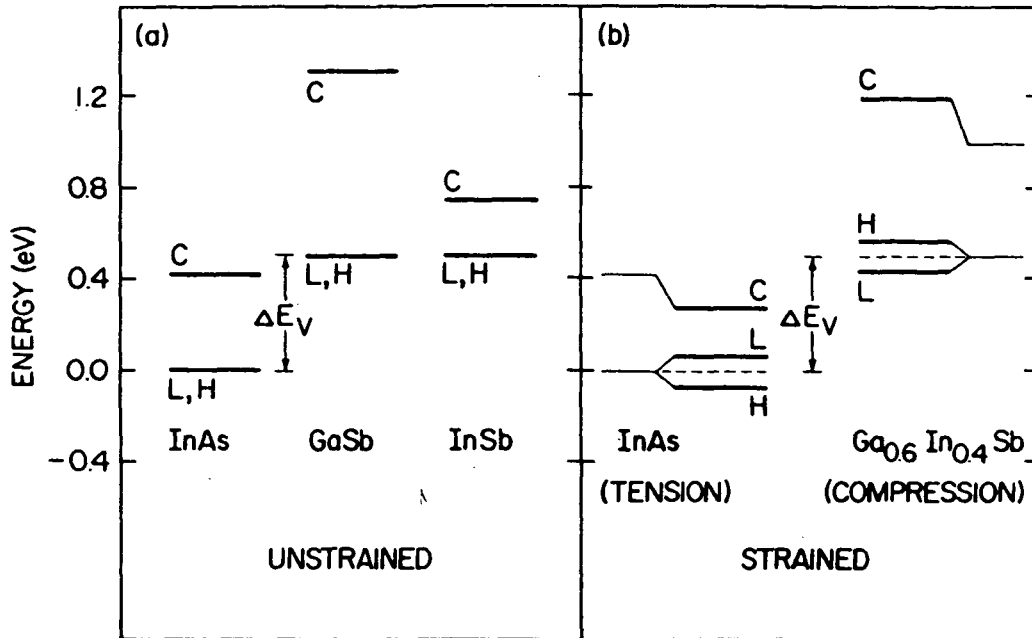 (a)
(b)
ENERGY (eV)
1.2
0.8
0.4
0.0
-0.4
C
L,H
InAs
C
L,H
GaSb
C
L,H
InSb
ΔE_V
UNSTRAINED
C
L
H
InAs
(TENSION)
ΔE_V
C
H
L
Ga0.6 In0.4 Sb
(COMPRESSION)
STRAINED